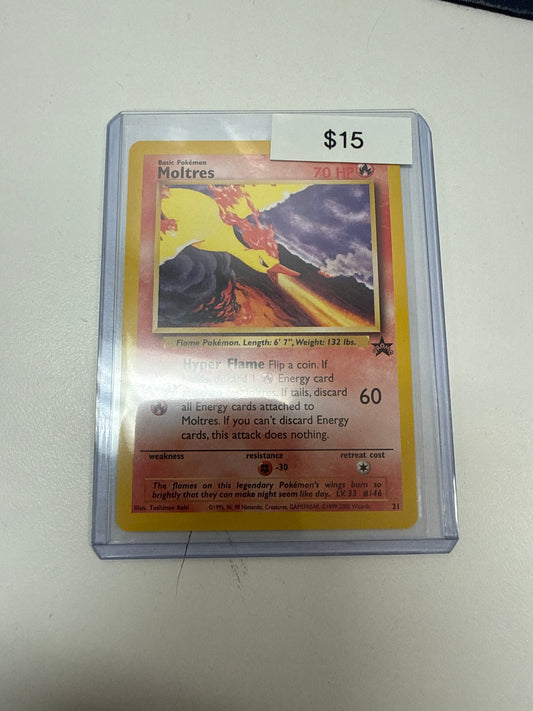 $15
Basic Pokémon
Moltres 70 HP
Flame Pokémon. Length: 6' 7", Weight: 132 lbs.
PROMO
Hyper Flame Flip a coin. If
discard 1 Energy card
If tails, discard
all Energy cards attached to
Moltres. If you can't discard Energy
cards, this attack does nothing.
60
weakness resistance retreat cost
-30
The flames on this legendary Pokémon's wings burn so
brightly that they can make night seem like day. LV. 33 #146
Illus. Toshinao Aoki ©1995, 96, 98 Nintendo, Creatures, GAMEFREAK. ©1999-2000 Wizards. 21